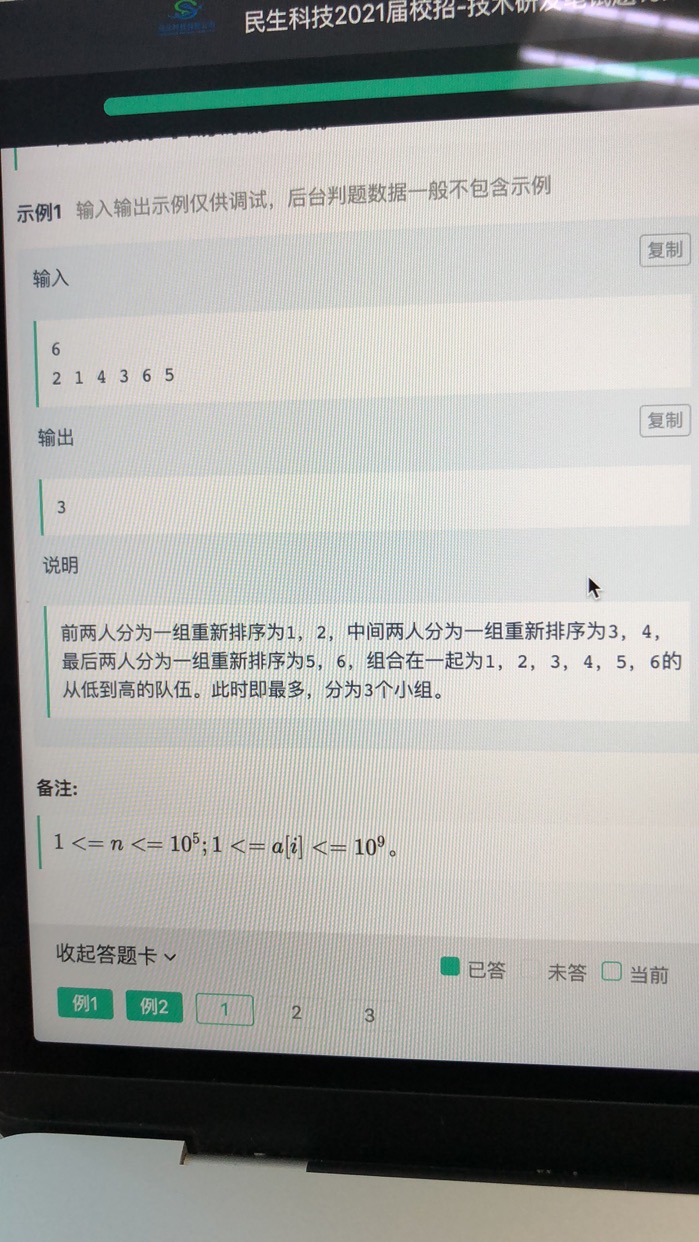 民生科技2021届校招-技术研发笔试题
示例1 输入输出示例仅供调试，后台判题数据一般不包含示例
复制
输入
6
2 1 4 3 6 5
复制
输出
3
说明
前两人分为一组重新排序为1，2，中间两人分为一组重新排序为3，4，
最后两人分为一组重新排序为5，6，组合在一起为1，2，3，4，5，6的
从低到高的队伍。此时即最多，分为3个小组。
备注:
1 <= n <= 10⁵; 1 <= a[i] <= 10⁹。
收起答题卡 已答 未答 当前
例1 例2 1 2 3